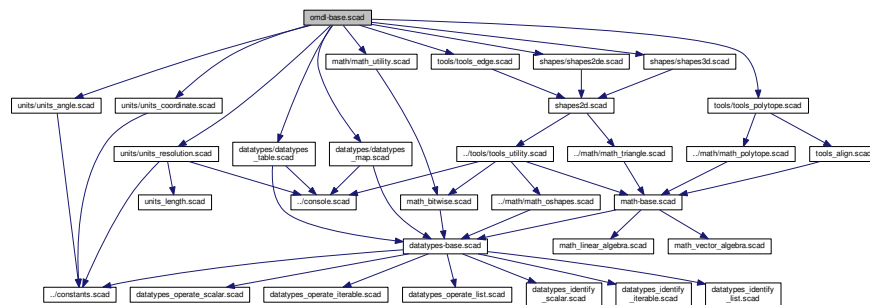 omdl-base.scad
math/math_utility.scad
tools/tools_edge.scad
shapes/shapes2de.scad
shapes/shapes3d.scad
units/units_angle.scad
units/units_coordinate.scad
shapes2d.scad
tools/tools_polytope.scad
units/units_resolution.scad
datatypes/datatypes
_table.scad
datatypes/datatypes
_map.scad
../tools/tools_utility.scad
../math/math_triangle.scad
../math/math_polytope.scad
tools_align.scad
units_length.scad
../console.scad
math_bitwise.scad
../math/math_oshapes.scad
math-base.scad
datatypes-base.scad
math_linear_algebra.scad
math_vector_algebra.scad
../constants.scad
datatypes_operate_scalar.scad
datatypes_operate_iterable.scad
datatypes_operate_list.scad
datatypes_identify
_scalar.scad
datatypes_identify
_iterable.scad
datatypes_identify
_list.scad